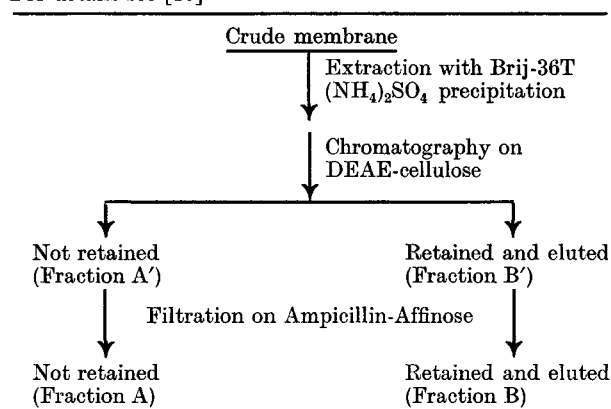 Crude membrane
Extraction with Brij-36T
(NH₄)₂SO₄ precipitation
Chromatography on
DEAE-cellulose
Not retained
(Fraction A′)
Retained and eluted
(Fraction B′)
Filtration on Ampicillin-Affinose
Not retained
(Fraction A)
Retained and eluted
(Fraction B)